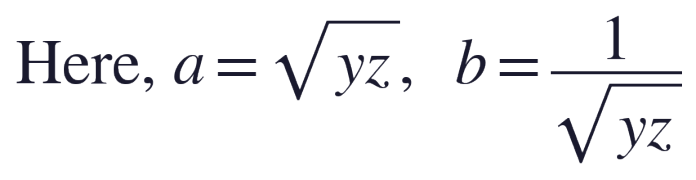 Here, a = √yz, b = 1/√yz